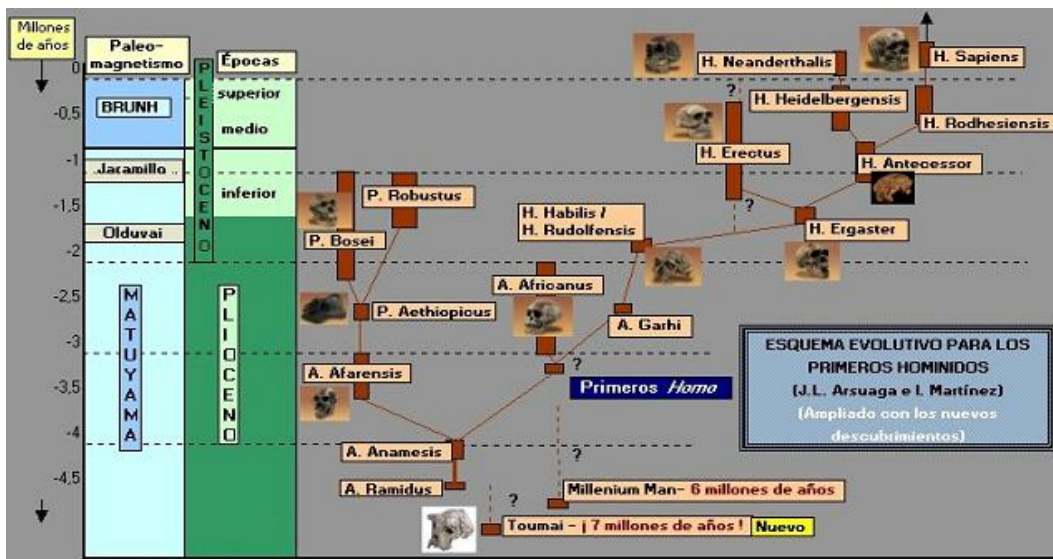 Millones
de años
Paleo-
magnetismo
Épocas
0
-0,5
-1
-1,5
-2
-2,5
-3
-3,5
-4
-4,5
BRUNH
Jaramillo
Olduvai
MATUYAMA
PLEISTOCENO
PLIOCENO
superior
medio
inferior
H. Neanderthalis
H. Sapiens
?
H. Heidelbergensis
H. Rodhesiensis
H. Erectus
H. Antecessor
P. Robustus
?
H. Habilis /
H. Rudolfensis
H. Ergaster
P. Bosei
A. Africanus
P. Aethiopicus
A. Garhi
A. Afarensis
?
Primeros Homo
ESQUEMA EVOLUTIVO PARA LOS
PRIMEROS HOMINIDOS
(J.L. Arsuaga e I. Martínez)
(Ampliado con los nuevos
descubrimientos)
A. Anamesis
?
A. Ramidus
Millenium Man- 6 millones de años
?
Toumai - ¡ 7 millones de años ! Nuevo